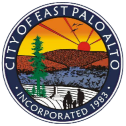 CITY OF EAST PALO ALTO
• INCORPORATED 1983 •